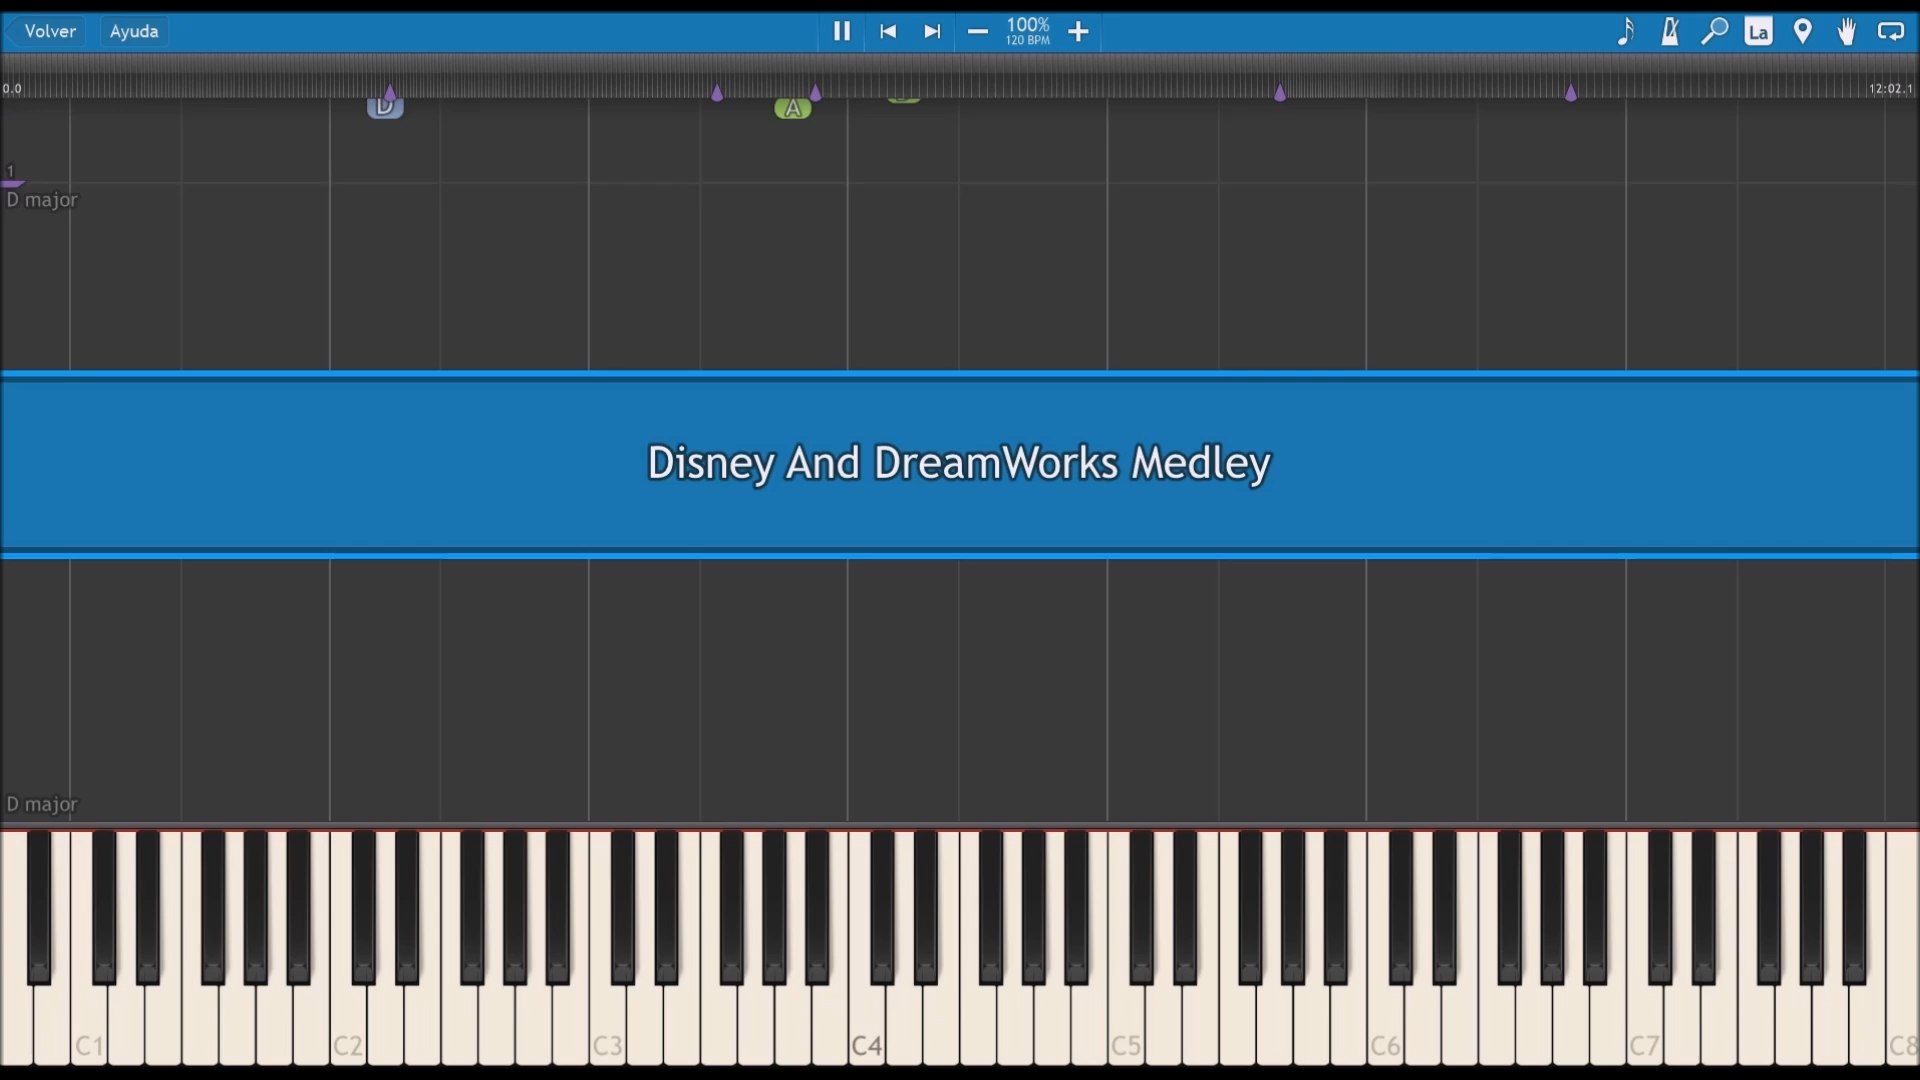 Volver
Ayuda
100%
120 BPM
La
0.0
12:02.1
D
A
1
D major
Disney And DreamWorks Medley
D major
C1
C2
C3
C4
C5
C6
C7
C8